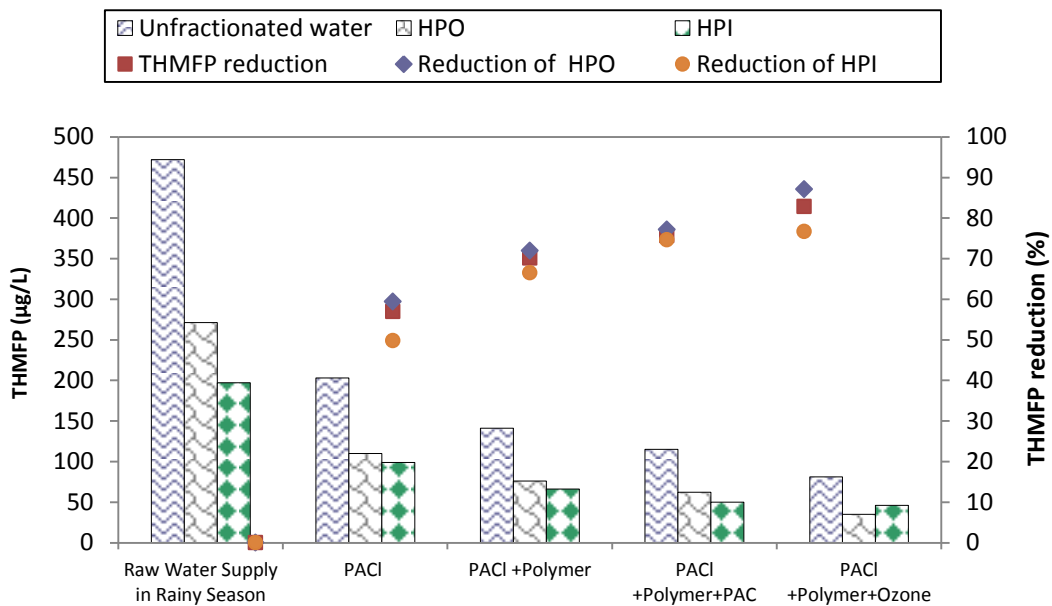 Unfractionated water HPO HPI
THMFP reduction Reduction of HPO Reduction of HPI
THMFP (µg/L)
500
450
400
350
300
250
200
150
100
50
0
100
90
80
70
60
50
40
30
20
10
0
THMFP reduction (%)
Raw Water Supply
in Rainy Season
PACl
PACl +Polymer
PACl
+Polymer+PAC
PACl
+Polymer+Ozone